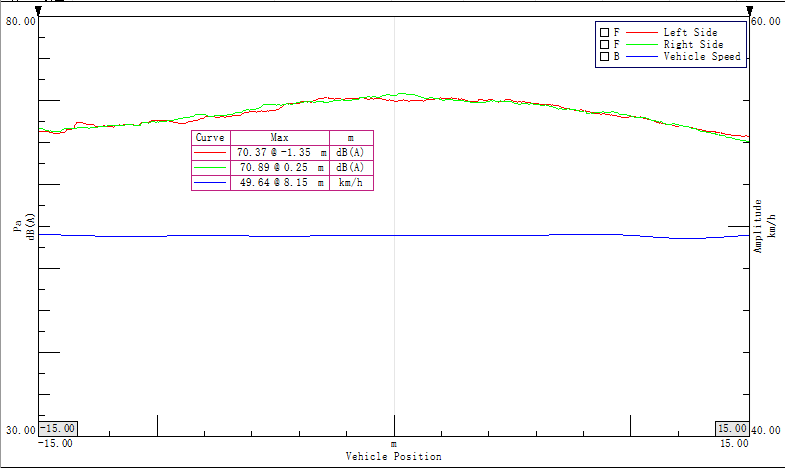 80.00
60.00
F Left Side
F Right Side
B Vehicle Speed
Curve Max m
70.37 @ -1.35 m dB(A)
70.89 @ 0.25 m dB(A)
49.64 @ 8.15 m km/h
Pa
dB(A)
Amplitude
km/h
30.00
-15.00
15.00
40.00
-15.00
m
15.00
Vehicle Position